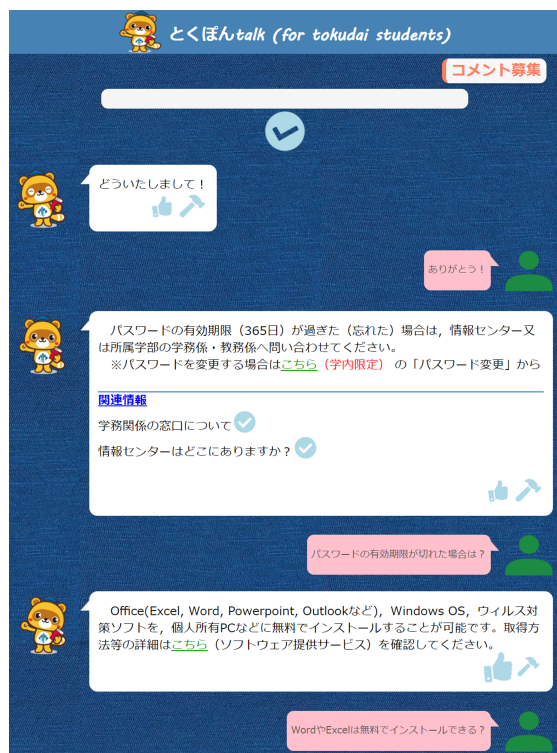 とくぽんtalk (for tokudai students)
コメント募集
どういたしまして！
ありがとう！
パスワードの有効期限（365日）が過ぎた（忘れた）場合は，情報センター又
は所属学部の学務係・教務係へ問い合わせてください。
※パスワードを変更する場合はこちら（学内限定） の「パスワード変更」から
関連情報
学務関係の窓口について
情報センターはどこにありますか？
パスワードの有効期限が切れた場合は？
Office(Excel, Word, Powerpoint, Outlookなど)，Windows OS，ウィルス対
策ソフトを，個人所有PCなどに無料でインストールすることが可能です。取得方
法等の詳細はこちら（ソフトウェア提供サービス）を確認してください。
WordやExcelは無料でインストールできる？